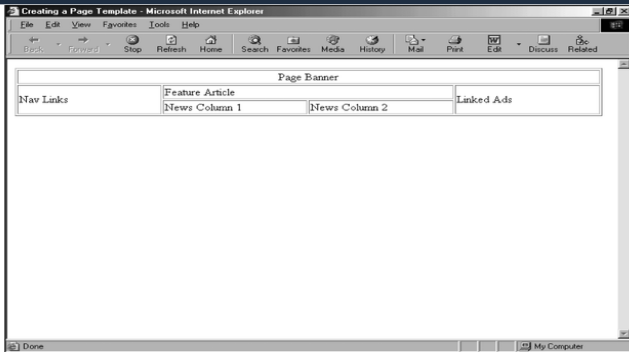 Creating a Page Template - Microsoft Internet Explorer
File Edit View Favorites Tools Help
Back Forward Stop Refresh Home Search Favorites Media History Mail Print Edit Discuss Related
Page Banner
Nav Links
Feature Article
News Column 1
News Column 2
Linked Ads
Done
My Computer